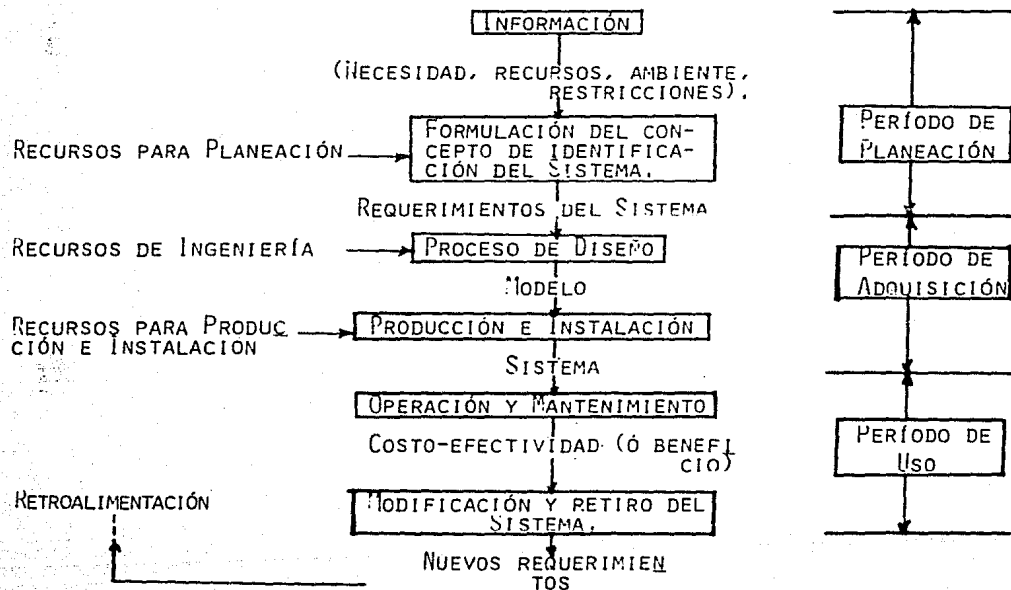 INFORMACIÓN
(NECESIDAD, RECURSOS, AMBIENTE,
RESTRICCIONES).
RECURSOS PARA PLANEACIÓN
FORMULACIÓN DEL CON-
CEPTO DE IDENTIFICA-
CIÓN DEL SISTEMA.
REQUERIMIENTOS DEL SISTEMA
RECURSOS DE INGENIERÍA
PROCESO DE DISEÑO
MODELO
RECURSOS PARA PRODUC
CIÓN E INSTALACION
PRODUCCIÓN E INSTALACIÓN
SISTEMA
OPERACIÓN Y MANTENIMIENTO
COSTO-EFECTIVIDAD (Ó BENEFI
CIO)
RETROALIMENTACIÓN
MODIFICACIÓN Y RETIRO DEL
SISTEMA.
NUEVOS REQUERIMIEN
TOS
PERÍODO DE
PLANEACIÓN
PERÍODO DE
ADQUISICIÓN
PERÍODO DE
USO